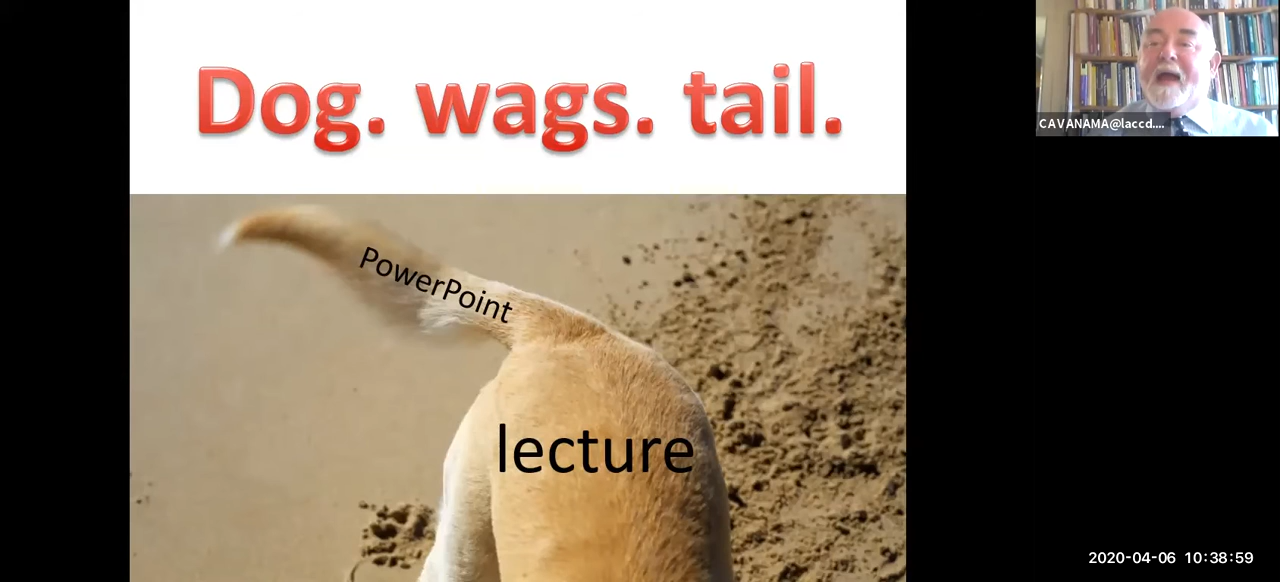 Dog. wags. tail.
CAVANAMA@laccd....
PowerPoint
lecture
2020-04-06 10:38:59